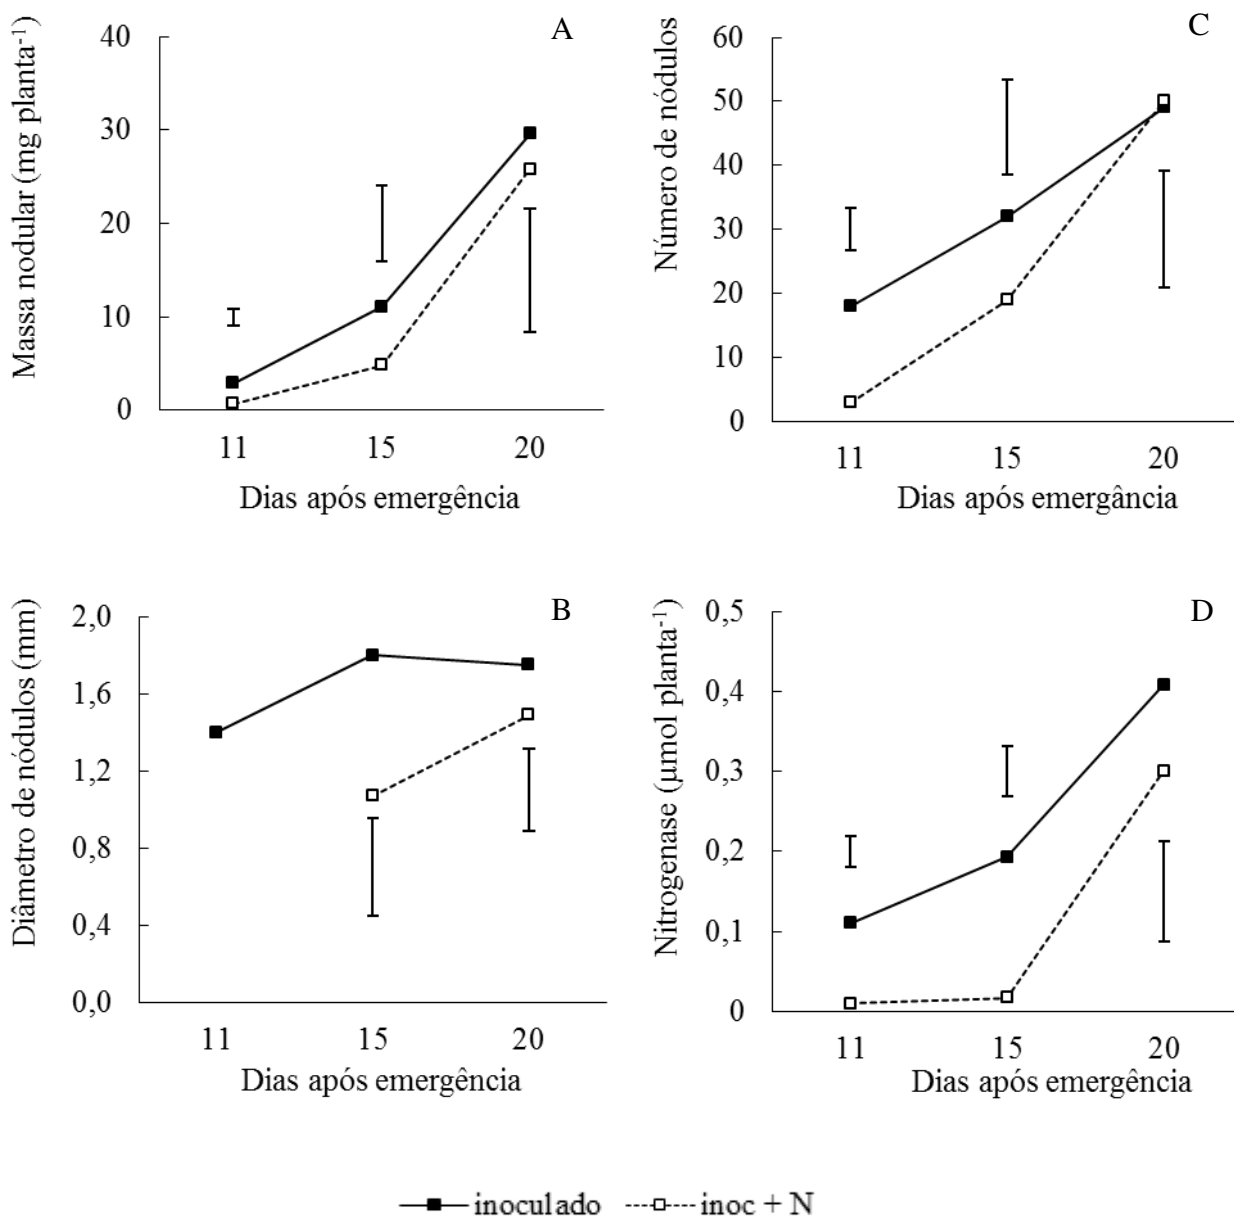 A
Massa nodular (mg planta-1)
40
30
20
10
0
11 15 20
Dias após emergência
C
Número de nódulos
60
50
40
30
20
10
0
11 15 20
Dias após emergância
B
Diâmetro de nódulos (mm)
2,0
1,6
1,2
0,8
0,4
0,0
11 15 20
Dias após emergência
D
Nitrogenase (µmol planta-1)
0,5
0,4
0,3
0,2
0,1
0
11 15 20
Dias após emergência
inoculado inoc + N